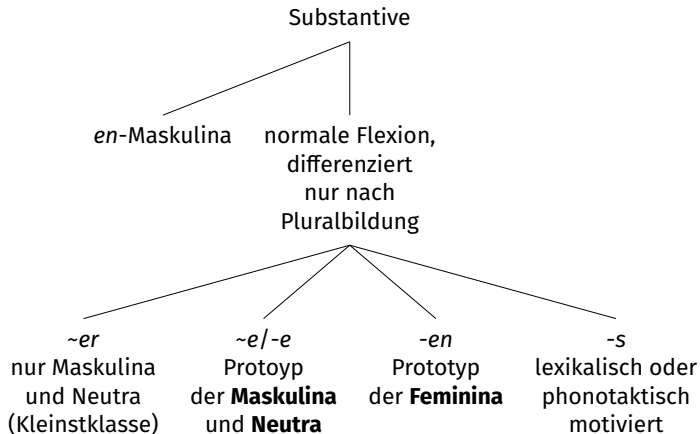 Substantive
en-Maskulina
normale Flexion,
differenziert
nur nach
Pluralbildung
~er
nur Maskulina
und Neutra
(Kleinstklasse)
~e/-e
Protoyp
der Maskulina
und Neutra
-en
Prototyp
der Feminina
-s
lexikalisch oder
phonotaktisch
motiviert